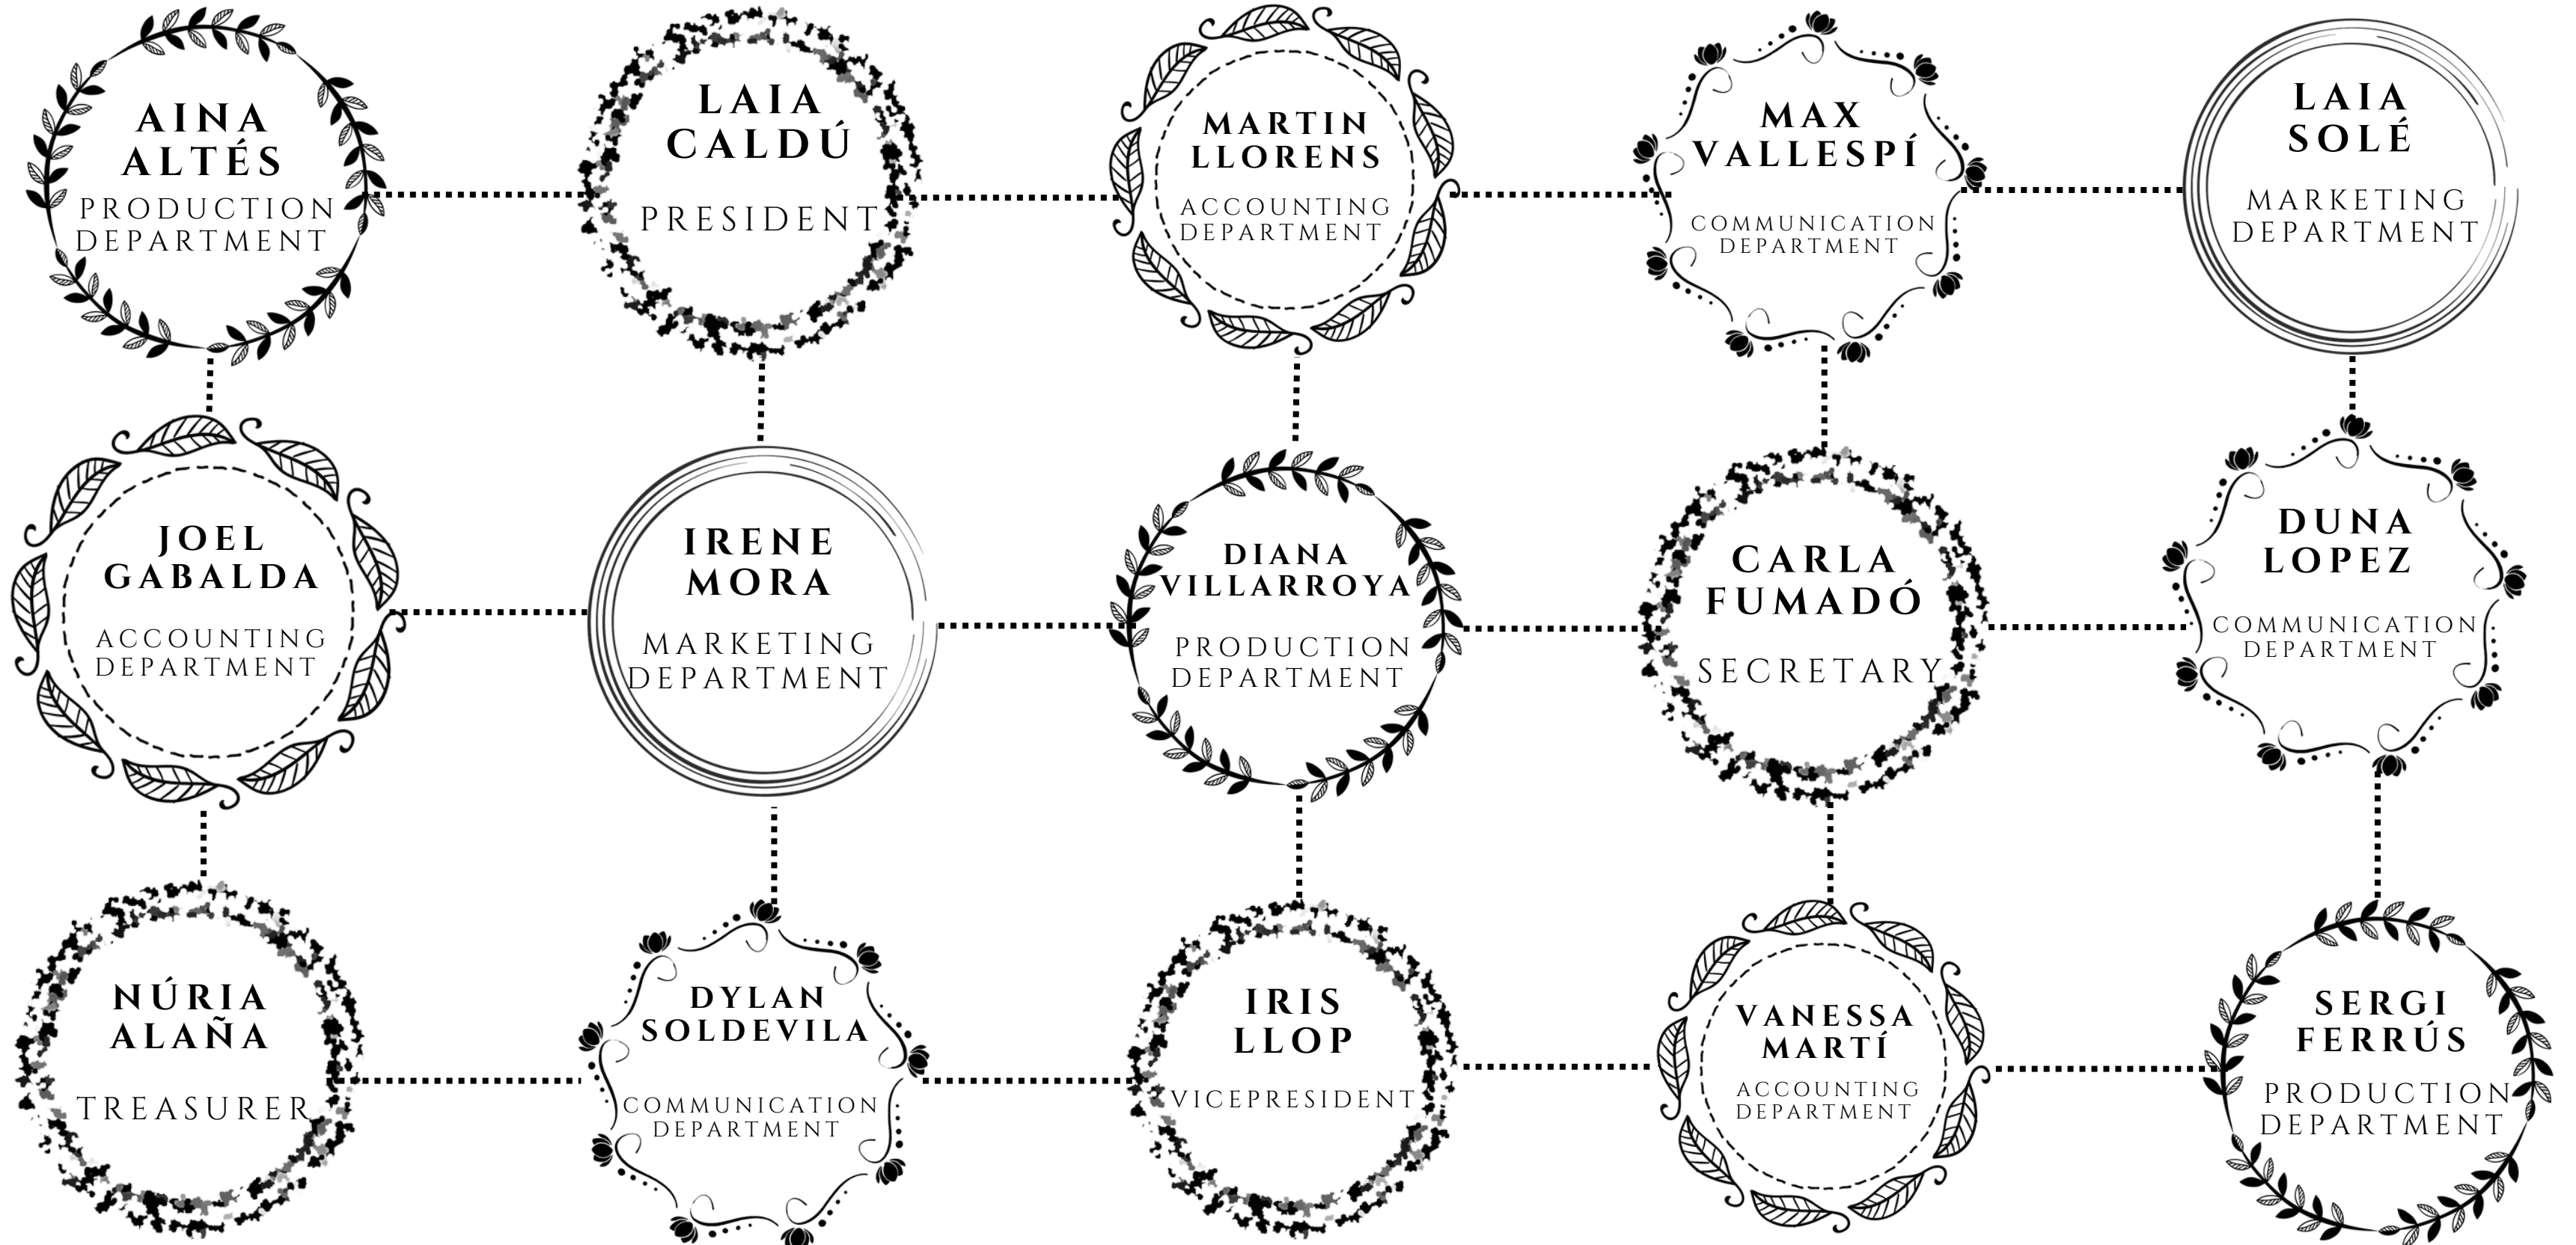 AINA
ALTÉS
PRODUCTION
DEPARTMENT
LAIA
CALDÚ
PRESIDENT
MARTIN
LLORENS
ACCOUNTING
DEPARTMENT
MAX
VALLESPÍ
COMMUNICATION
DEPARTMENT
LAIA
SOLÉ
MARKETING
DEPARTMENT
JOEL
GABALDA
ACCOUNTING
DEPARTMENT
IRENE
MORA
MARKETING
DEPARTMENT
DIANA
VILLARROYA
PRODUCTION
DEPARTMENT
CARLA
FUMADÓ
SECRETARY
DUNA
LOPEZ
COMMUNICATION
DEPARTMENT
NÚRIA
ALAÑA
TREASURER
DYLAN
SOLDEVILA
COMMUNICATION
DEPARTMENT
IRIS
LLOP
VICEPRESIDENT
VANESSA
MARTÍ
ACCOUNTING
DEPARTMENT
SERGI
FERRÚS
PRODUCTION
DEPARTMENT